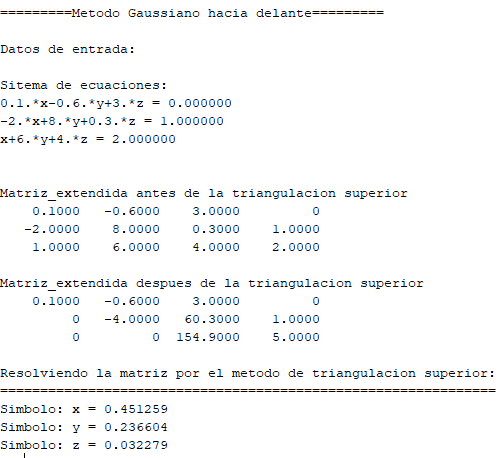 =========Metodo Gaussiano hacia delante=========
Datos de entrada:
Sitema de ecuaciones:
0.1.*x-0.6.*y+3.*z = 0.000000
-2.*x+8.*y+0.3.*z = 1.000000
x+6.*y+4.*z = 2.000000
Matriz_extendida antes de la triangulacion superior
0.1000 -0.6000 3.0000 0
-2.0000 8.0000 0.3000 1.0000
1.0000 6.0000 4.0000 2.0000
Matriz_extendida despues de la triangulacion superior
0.1000 -0.6000 3.0000 0
0 -4.0000 60.3000 1.0000
0 0 154.9000 5.0000
Resolviendo la matriz por el metodo de triangulacion superior:
==============================================================
Simbolo: x = 0.451259
Simbolo: y = 0.236604
Simbolo: z = 0.032279